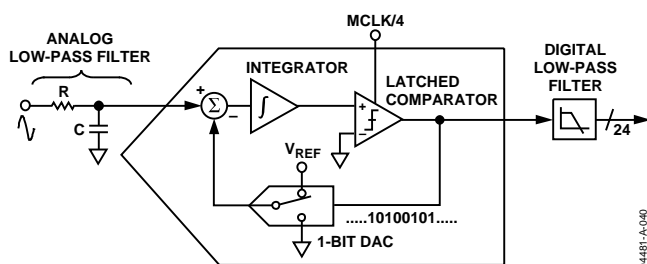 MCLK/4
ANALOG
LOW-PASS FILTER
INTEGRATOR
LATCHED
COMPARATOR
DIGITAL
LOW-PASS
FILTER
R
+
Σ
–
∫
+
–
C
24
VREF
.....10100101.....
1-BIT DAC
04481-A-040